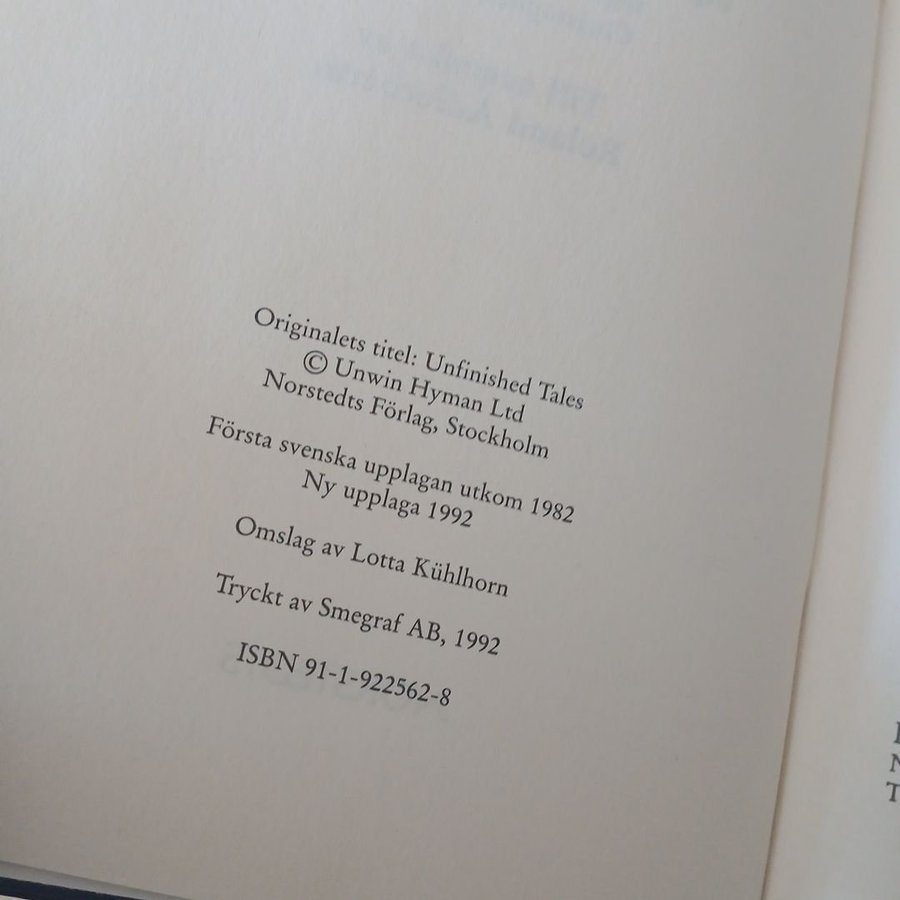 Originalets titel: Unfinished Tales
© Unwin Hyman Ltd
Norstedts Förlag, Stockholm
Första svenska upplagan utkom 1982
Ny upplaga 1992
Omslag av Lotta Kühlhorn
Tryckt av Smegraf AB, 1992
ISBN 91-1-922562-8